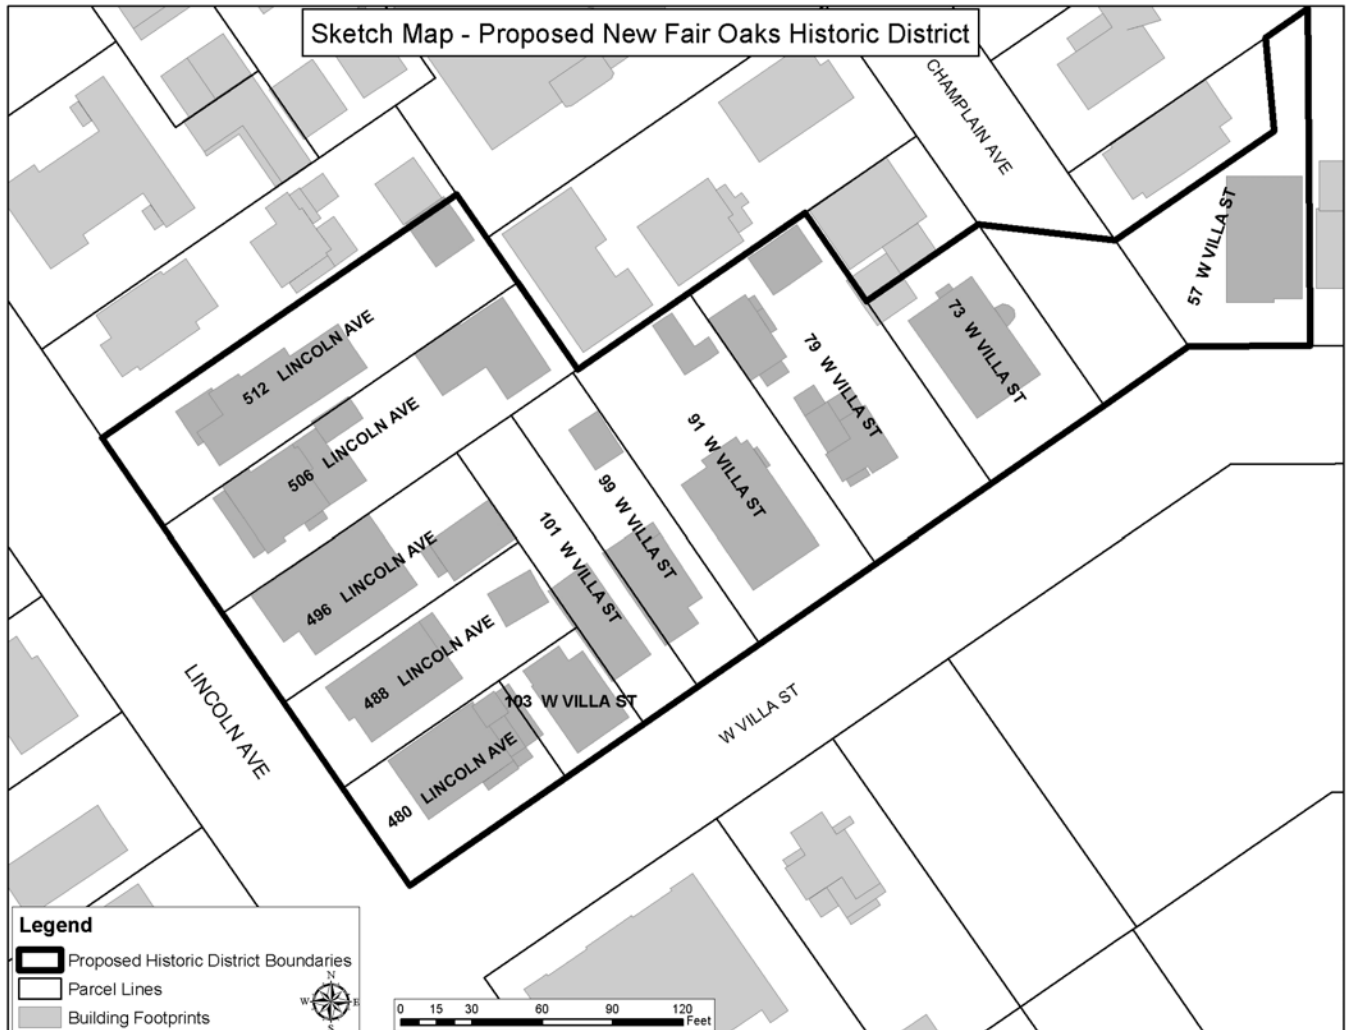 Sketch Map - Proposed New Fair Oaks Historic District
CHAMPLAIN AVE
57 W VILLA ST
512 LINCOLN AVE
506 LINCOLN AVE
73 W VILLA ST
79 W VILLA ST
91 W VILLA ST
99 W VILLA ST
101 W VILLA ST
496 LINCOLN AVE
488 LINCOLN AVE
103 W VILLA ST
480 LINCOLN AVE
LINCOLN AVE
W VILLA ST
Legend
Proposed Historic District Boundaries
Parcel Lines
Building Footprints
N
W E
S
0 15 30 60 90 120
Feet